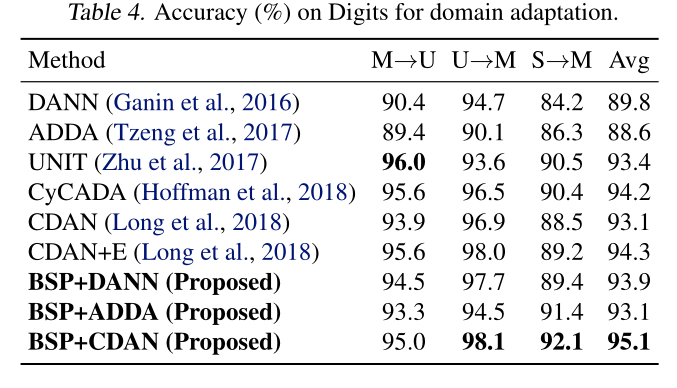 Table 4. Accuracy (%) on Digits for domain adaptation.
Method M→U U→M S→M Avg
DANN (Ganin et al., 2016) 90.4 94.7 84.2 89.8
ADDA (Tzeng et al., 2017) 89.4 90.1 86.3 88.6
UNIT (Zhu et al., 2017) 96.0 93.6 90.5 93.4
CyCADA (Hoffman et al., 2018) 95.6 96.5 90.4 94.2
CDAN (Long et al., 2018) 93.9 96.9 88.5 93.1
CDAN+E (Long et al., 2018) 95.6 98.0 89.2 94.3
BSP+DANN (Proposed) 94.5 97.7 89.4 93.9
BSP+ADDA (Proposed) 93.3 94.5 91.4 93.1
BSP+CDAN (Proposed) 95.0 98.1 92.1 95.1